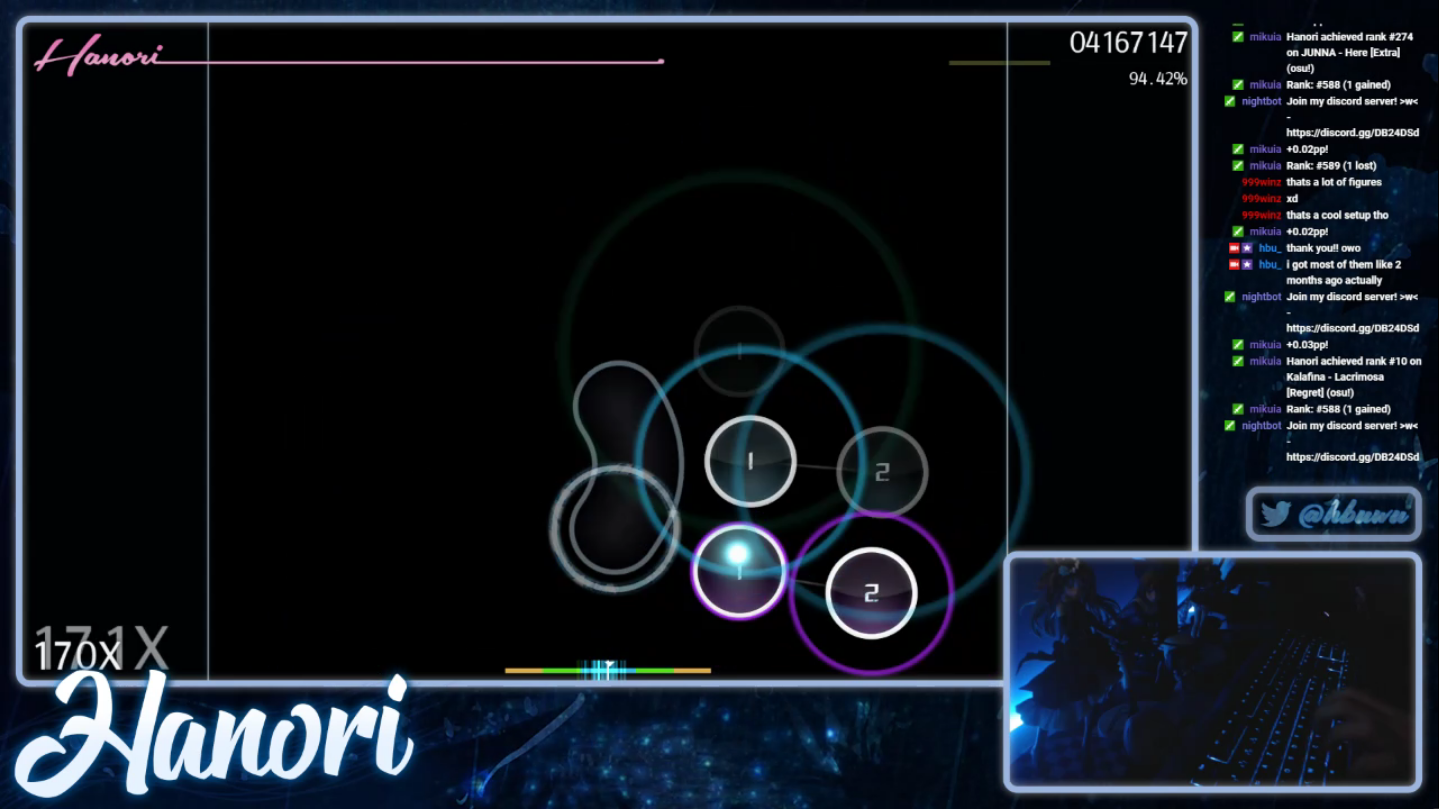 Hanori
04167147
94.42%
1
1
2
1
2
171X
170X
Hanori
mikuia Hanori achieved rank #274
on JUNNA - Here [Extra]
(osu!)
mikuia Rank: #588 (1 gained)
nightbot Join my discord server! >w<
-
https://discord.gg/DB24DSd
mikuia +0.02pp!
mikuia Rank: #589 (1 lost)
999winz thats a lot of figures
999winz xd
999winz thats a cool setup tho
mikuia +0.02pp!
hbu_ thank you!! owo
hbu_ i got most of them like 2
months ago actually
nightbot Join my discord server! >w<
-
https://discord.gg/DB24DSd
mikuia +0.03pp!
mikuia Hanori achieved rank #10 on
Kalafina - Lacrimosa
[Regret] (osu!)
mikuia Rank: #588 (1 gained)
nightbot Join my discord server! >w<
-
https://discord.gg/DB24DSd
@hbuwu